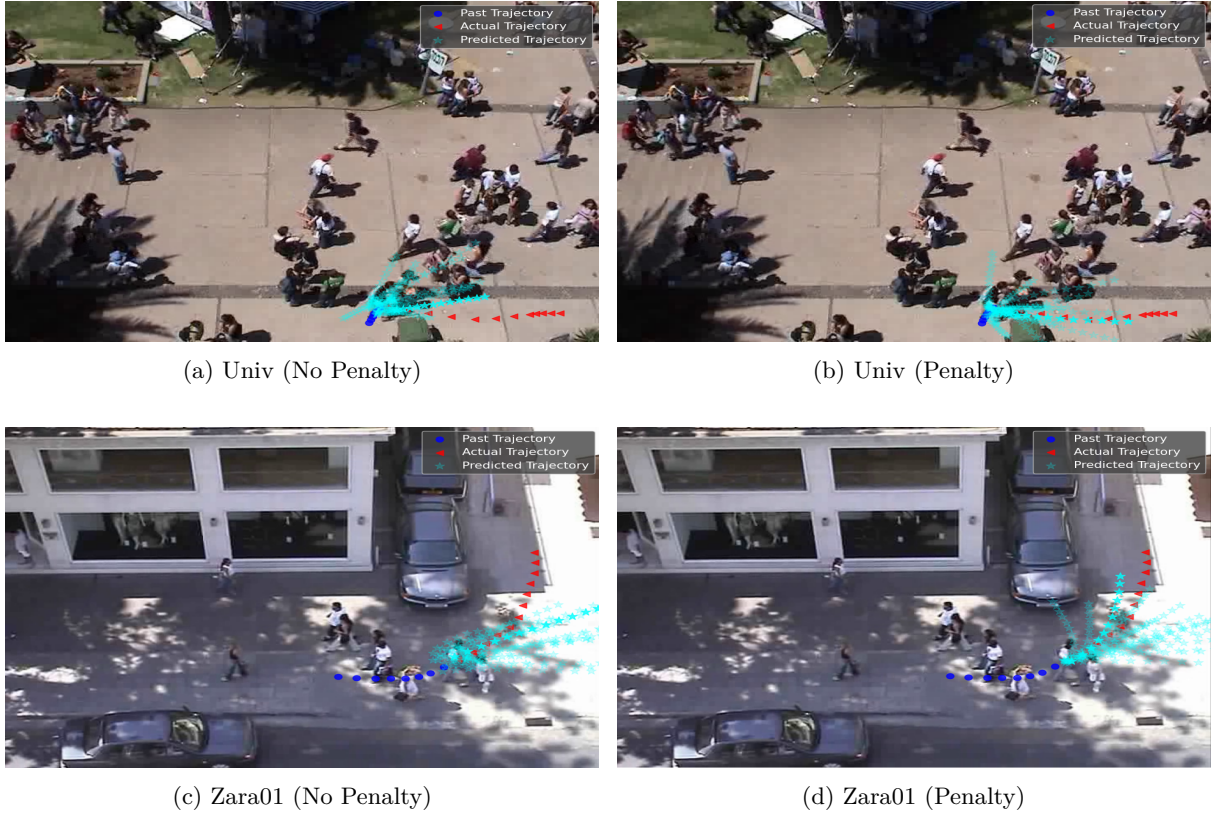 Past Trajectory
Actual Trajectory
Predicted Trajectory
Past Trajectory
Actual Trajectory
Predicted Trajectory
(a) Univ (No Penalty)
(b) Univ (Penalty)
Past Trajectory
Actual Trajectory
Predicted Trajectory
Past Trajectory
Actual Trajectory
Predicted Trajectory
(c) Zara01 (No Penalty)
(d) Zara01 (Penalty)